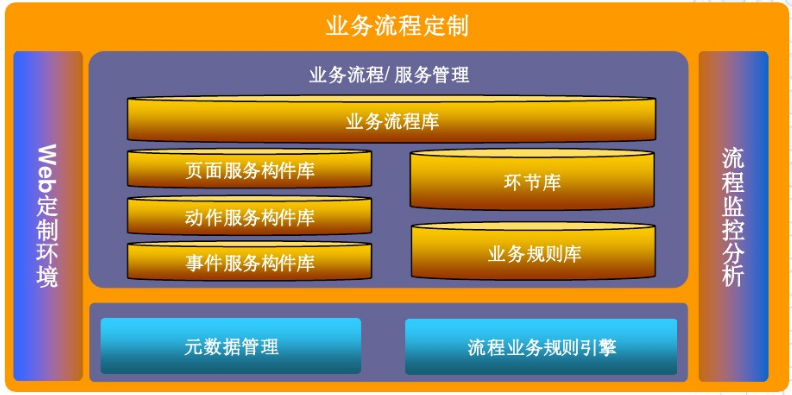 业务流程定制
Web定制环境
业务流程/ 服务管理
业务流程库
页面服务构件库
动作服务构件库
事件服务构件库
环节库
业务规则库
流程监控分析
元数据管理
流程业务规则引擎